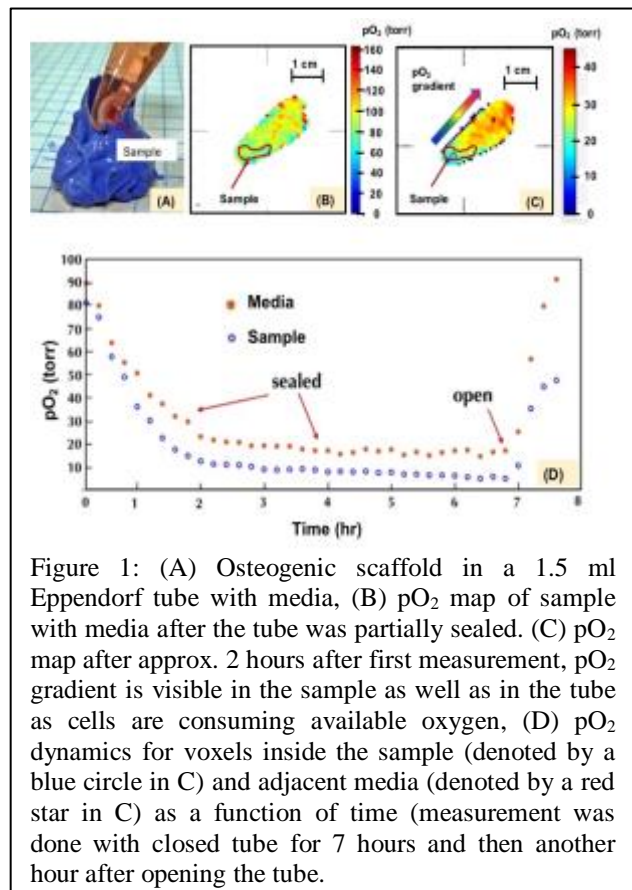 pO₂ (torr)
pO₂ (torr)
160
140
120
100
80
60
40
20
0
1 cm
Sample
(B)
pO₂
gradient
1 cm
40
30
20
10
0
Sample
(C)
Sample
(A)
100
90
80
70
60
50
40
30
20
10
pO₂ (torr)
Media
Sample
sealed
open
(D)
0 1 2 3 4 5 6 7 8
Time (hr)
Figure 1: (A) Osteogenic scaffold in a 1.5 ml
Eppendorf tube with media, (B) pO₂ map of sample
with media after the tube was partially sealed. (C) pO₂
map after approx. 2 hours after first measurement, pO₂
gradient is visible in the sample as well as in the tube
as cells are consuming available oxygen, (D) pO₂
dynamics for voxels inside the sample (denoted by a
blue circle in C) and adjacent media (denoted by a red
star in C) as a function of time (measurement was
done with closed tube for 7 hours and then another
hour after opening the tube.